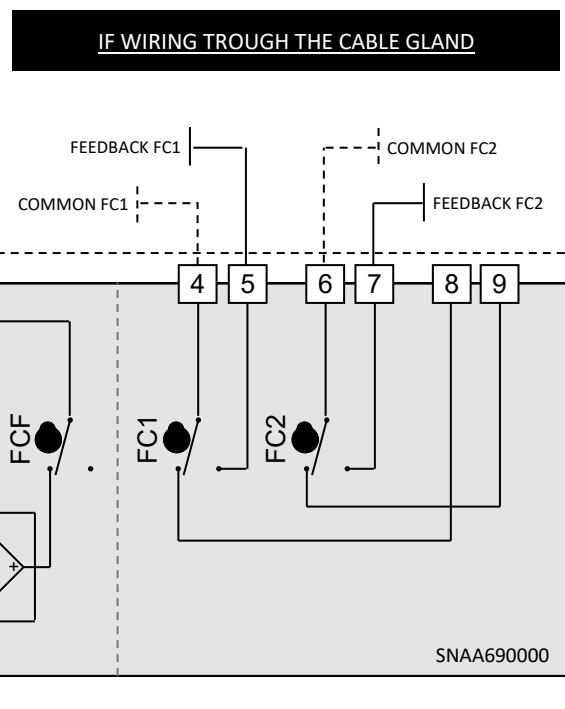 IF WIRING TROUGH THE CABLE GLAND
FEEDBACK FC1
COMMON FC2
COMMON FC1
FEEDBACK FC2
4 5 6 7 8 9
FCF
FC1
FC2
+
SNAA690000